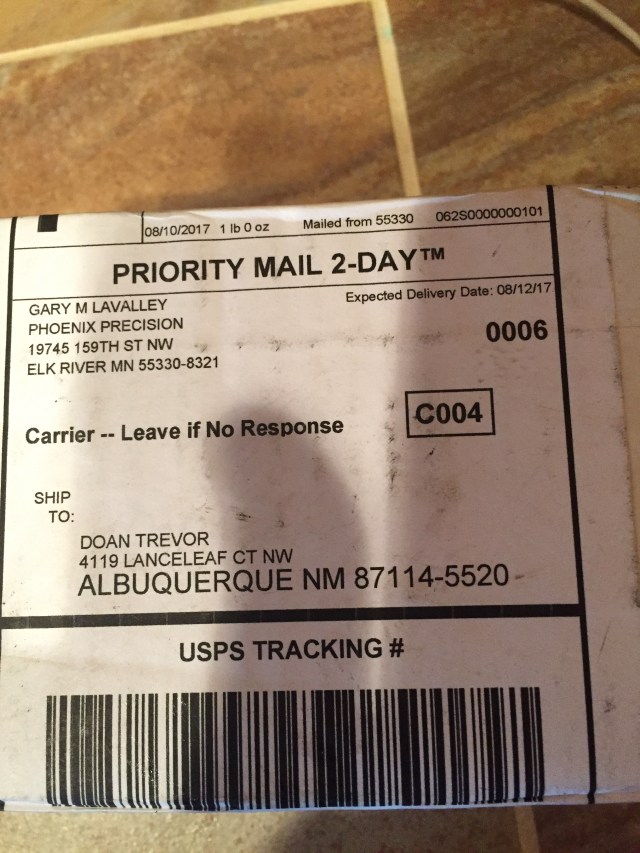 08/10/2017 1 lb 0 oz Mailed from 55330 062S0000000101
PRIORITY MAIL 2-DAY™
Expected Delivery Date: 08/12/17
GARY M LAVALLEY
PHOENIX PRECISION
19745 159TH ST NW
ELK RIVER MN 55330-8321
0006
C004
Carrier -- Leave if No Response
SHIP
TO:
DOAN TREVOR
4119 LANCELEAF CT NW
ALBUQUERQUE NM 87114-5520
USPS TRACKING #